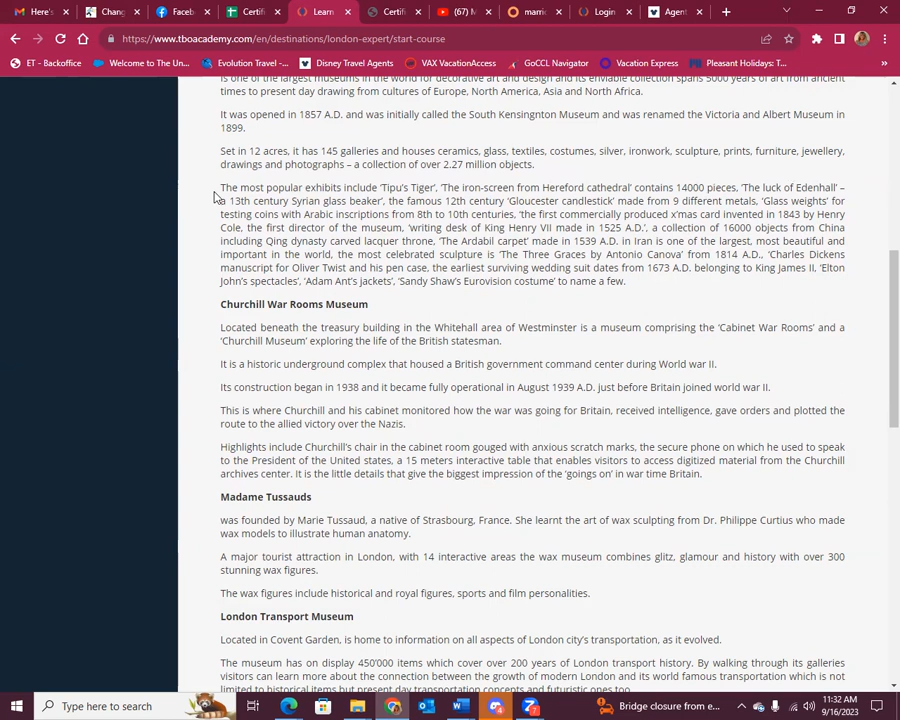 Here's
Chang
Faceb
Certifi
Learn
Certifi
(67) M
marri
Login
Agent
https://www.tboacademy.com/en/destinations/london-expert/start-course
ET - Backoffice
Welcome to The Un...
Evolution Travel -...
Disney Travel Agents
VAX VacationAccess
GoCCL Navigator
Vacation Express
Pleasant Holidays: T...
is one of the largest museums in the world for decorative art and design and its enviable collection spans 5000 years of art from ancient
times to present day drawing from cultures of Europe, North America, Asia and North Africa.
It was opened in 1857 A.D. and was initially called the South Kensingnton Museum and was renamed the Victoria and Albert Museum in
1899.
Set in 12 acres, it has 145 galleries and houses ceramics, glass, textiles, costumes, silver, ironwork, sculpture, prints, furniture, jewellery,
drawings and photographs – a collection of over 2.27 million objects.
The most popular exhibits include 'Tipu's Tiger', 'The iron-screen from Hereford cathedral' contains 14000 pieces, 'The luck of Edenhall' –
a 13th century Syrian glass beaker', the famous 12th century 'Gloucester candlestick' made from 9 different metals, 'Glass weights' for
testing coins with Arabic inscriptions from 8th to 10th centuries, 'the first commercially produced x'mas card invented in 1843 by Henry
Cole, the first director of the museum, 'writing desk of King Henry VII made in 1525 A.D.', a collection of 16000 objects from China
including Qing dynasty carved lacquer throne, 'The Ardabil carpet' made in 1539 A.D. in Iran is one of the largest, most beautiful and
important in the world, the most celebrated sculpture is 'The Three Graces by Antonio Canova' from 1814 A.D., 'Charles Dickens
manuscript for Oliver Twist and his pen case, the earliest surviving wedding suit dates from 1673 A.D. belonging to King James II, 'Elton
John's spectacles', 'Adam Ant's jackets', 'Sandy Shaw's Eurovision costume' to name a few.
Churchill War Rooms Museum
Located beneath the treasury building in the Whitehall area of Westminster is a museum comprising the 'Cabinet War Rooms' and a
'Churchill Museum' exploring the life of the British statesman.
It is a historic underground complex that housed a British government command center during World war II.
Its construction began in 1938 and it became fully operational in August 1939 A.D. just before Britain joined world war II.
This is where Churchill and his cabinet monitored how the war was going for Britain, received intelligence, gave orders and plotted the
route to the allied victory over the Nazis.
Highlights include Churchill's chair in the cabinet room gouged with anxious scratch marks, the secure phone on which he used to speak
to the President of the United states, a 15 meters interactive table that enables visitors to access digitized material from the Churchill
archives center. It is the little details that give the biggest impression of the 'goings on' in war time Britain.
Madame Tussauds
was founded by Marie Tussaud, a native of Strasbourg, France. She learnt the art of wax sculpting from Dr. Philippe Curtius who made
wax models to illustrate human anatomy.
A major tourist attraction in London, with 14 interactive areas the wax museum combines glitz, glamour and history with over 300
stunning wax figures.
The wax figures include historical and royal figures, sports and film personalities.
London Transport Museum
Located in Covent Garden, is home to information on all aspects of London city's transportation, as it evolved.
The museum has on display 450'000 items which cover over 200 years of London transport history. By walking through its galleries
visitors can learn more about the connection between the growth of modern London and its world famous transportation which is not
limited to historical items but present day transportation concepts and futuristic ones too.
Type here to search
Bridge closure from e...
11:32 AM
9/16/2023